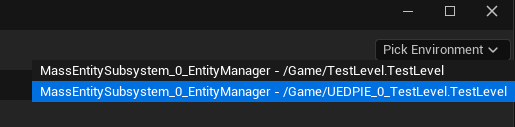 Pick Environment
MassEntitySubsystem_0_EntityManager - /Game/TestLevel.TestLevel
MassEntitySubsystem_0_EntityManager - /Game/UEDPIE_0_TestLevel.TestLevel